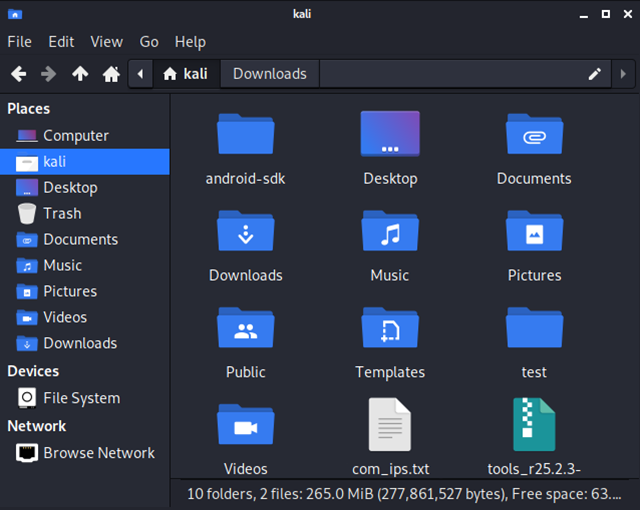 kali
File Edit View Go Help
kali Downloads
Places
Computer
kali
Desktop
Trash
Documents
Music
Pictures
Videos
Downloads
Devices
File System
Network
Browse Network
android-sdk Desktop Documents
Downloads Music Pictures
Public Templates test
Videos com_ips.txt tools_r25.2.3-
10 folders, 2 files: 265.0 MiB (277,861,527 bytes), Free space: 63....